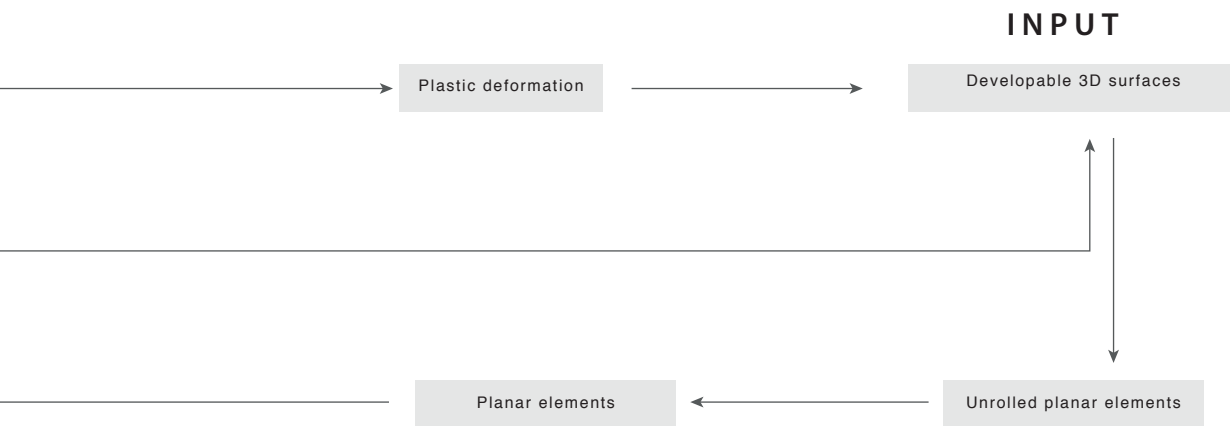 INPUT
Plastic deformation
Developable 3D surfaces
Planar elements
Unrolled planar elements